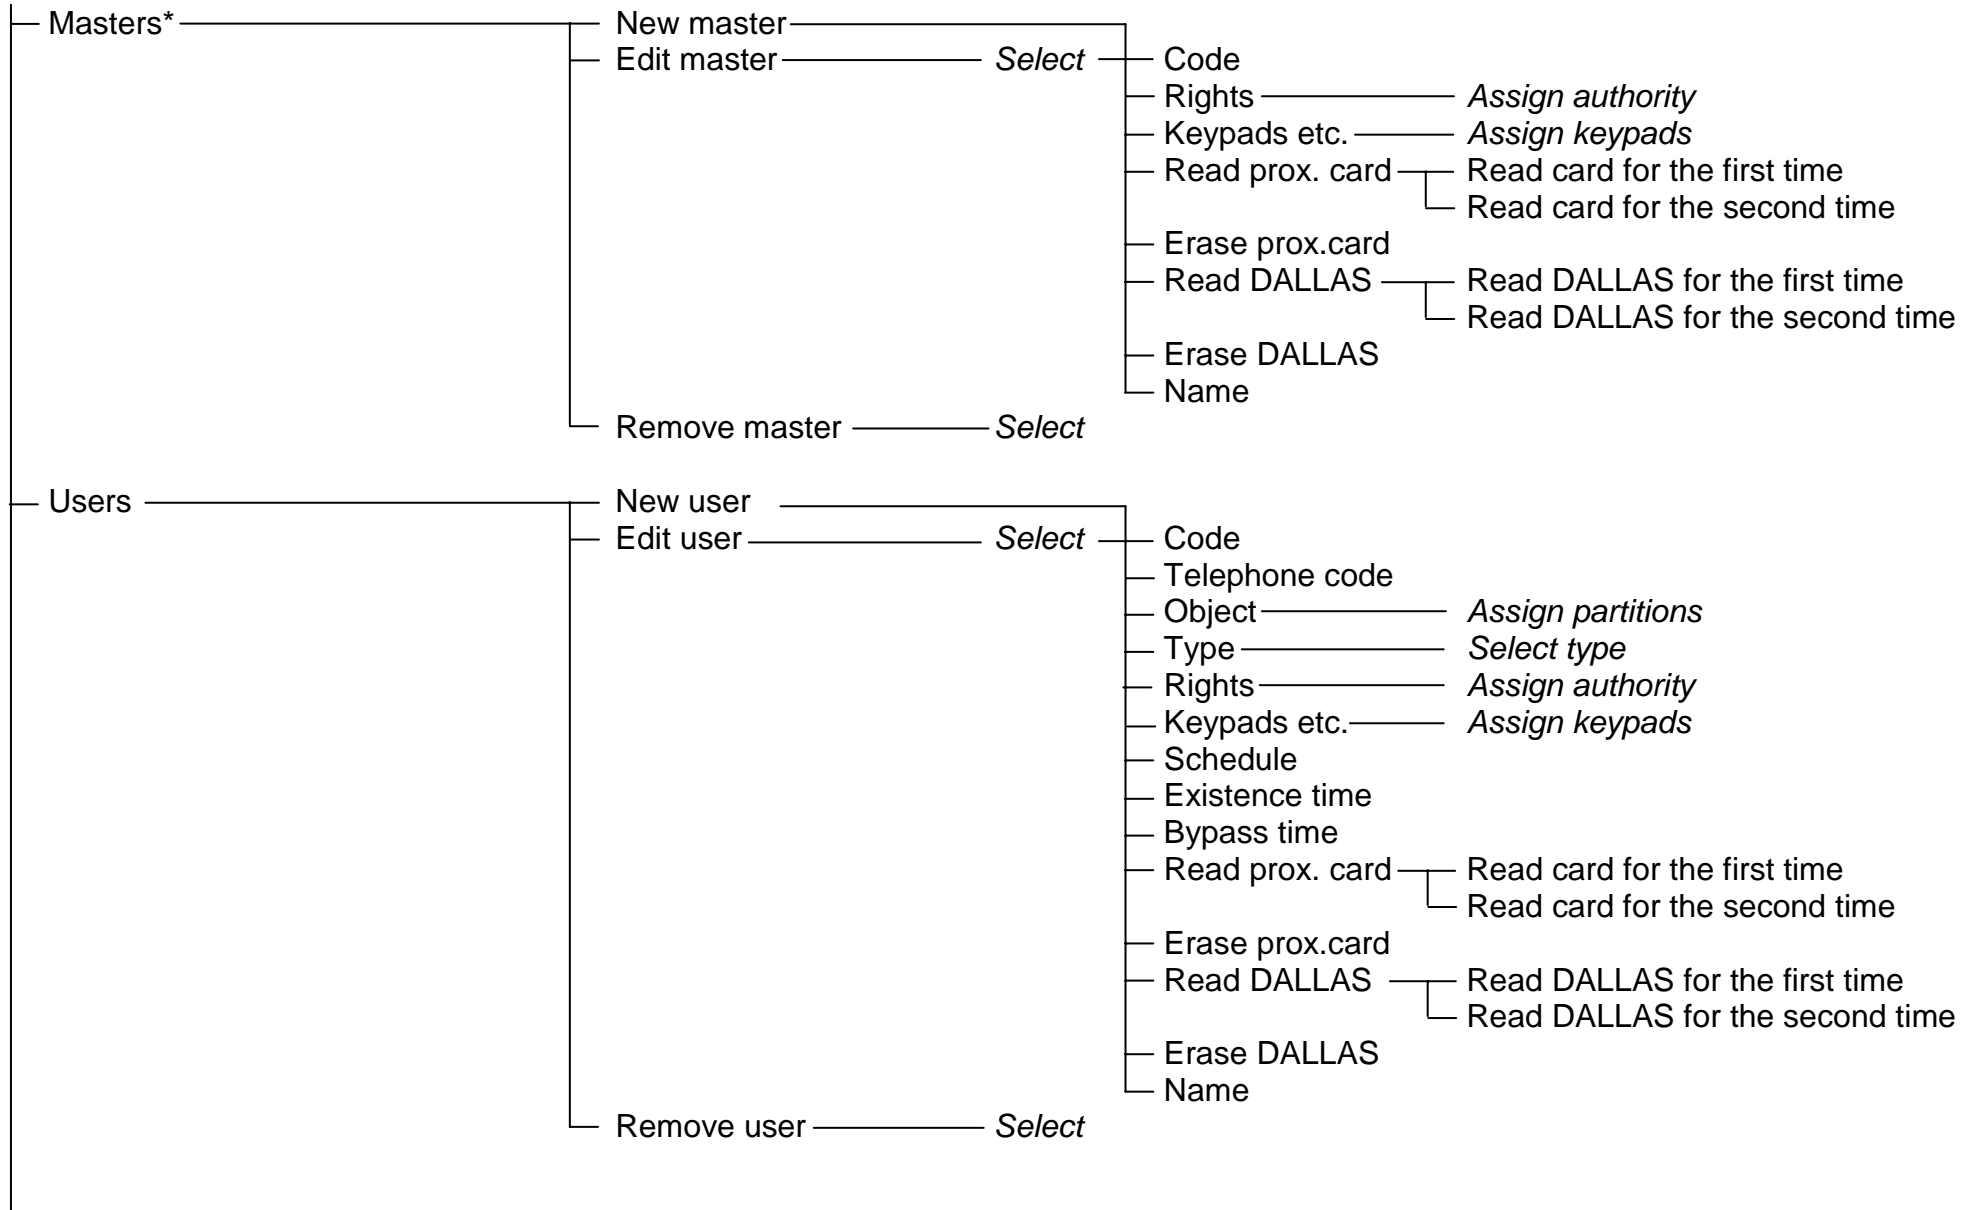 Masters*
New master
Edit master
Select
Code
Rights
Assign authority
Keypads etc.
Assign keypads
Read prox. card
Read card for the first time
Read card for the second time
Erase prox.card
Read DALLAS
Read DALLAS for the first time
Read DALLAS for the second time
Erase DALLAS
Name
Remove master
Select
Users
New user
Edit user
Select
Code
Telephone code
Object
Assign partitions
Type
Select type
Rights
Assign authority
Keypads etc.
Assign keypads
Schedule
Existence time
Bypass time
Read prox. card
Read card for the first time
Read card for the second time
Erase prox.card
Read DALLAS
Read DALLAS for the first time
Read DALLAS for the second time
Erase DALLAS
Name
Remove user
Select